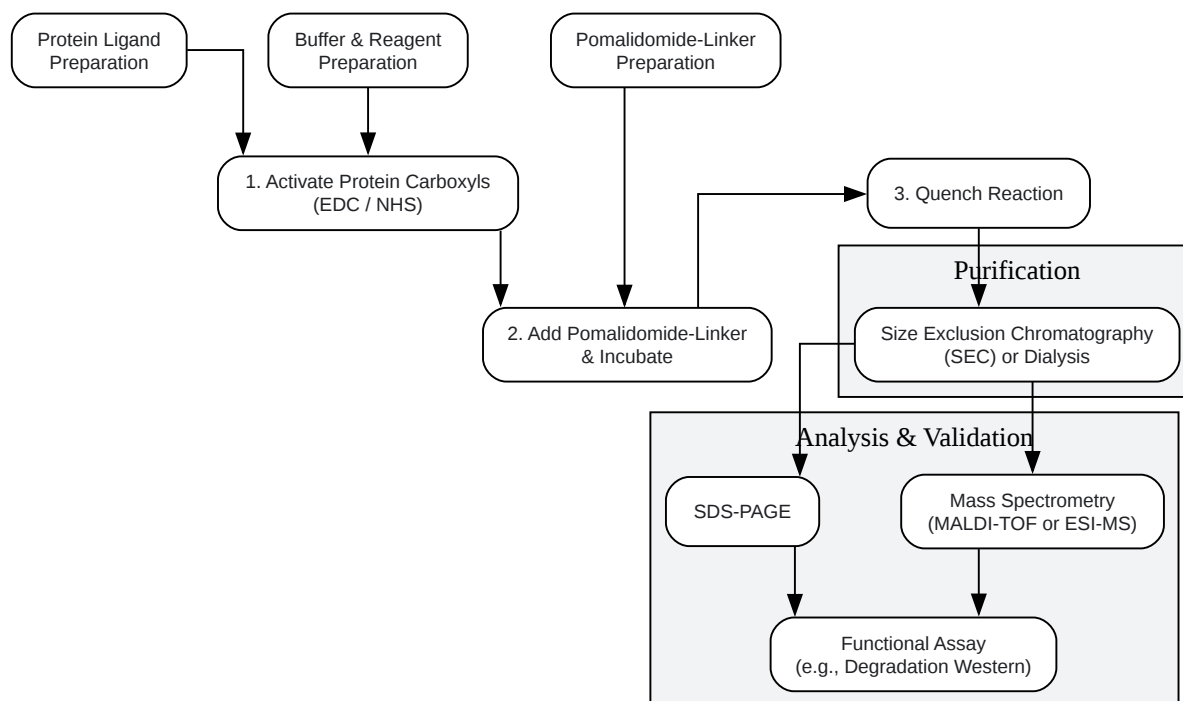 Protein Ligand
Preparation
Buffer & Reagent
Preparation
Pomalidomide-Linker
Preparation
1. Activate Protein Carboxyls
(EDC / NHS)
3. Quench Reaction
Purification
2. Add Pomalidomide-Linker
& Incubate
Size Exclusion Chromatography
(SEC) or Dialysis
Analysis & Validation
SDS-PAGE
Mass Spectrometry
(MALDI-TOF or ESI-MS)
Functional Assay
(e.g., Degradation Western)